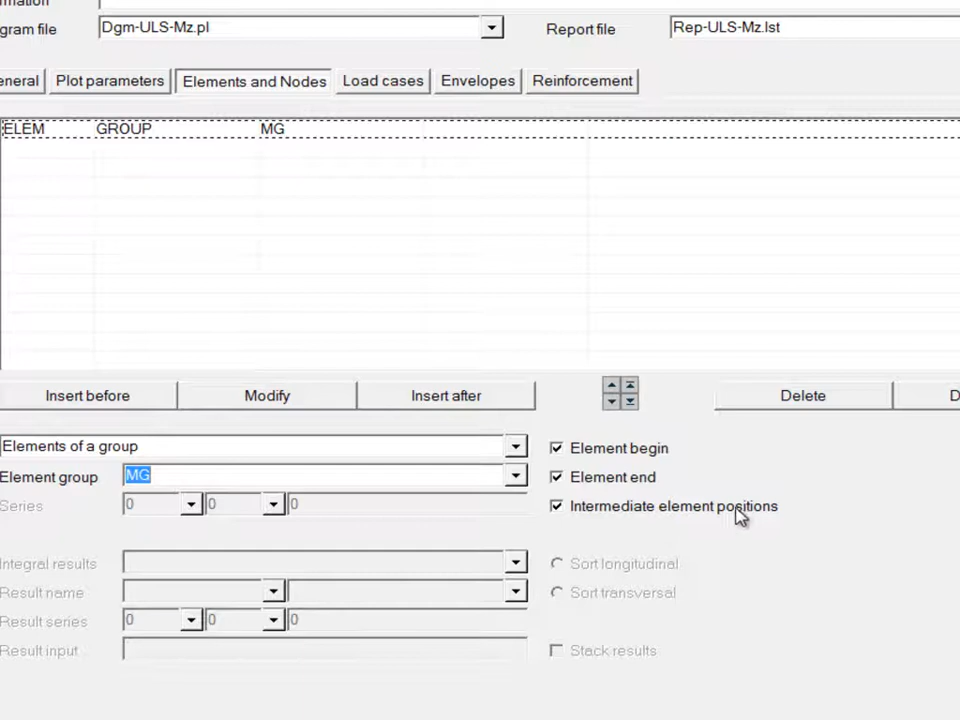 rmation
gram file Dgm-ULS-Mz.pl Report file Rep-ULS-Mz.lst
eneral Plot parameters Elements and Nodes Load cases Envelopes Reinforcement
ELEM GROUP MG
Insert before Modify Insert after Delete D
Elements of a group Element begin
Element group MG Element end
Series 0 0 0 Intermediate element positions
Integral results Sort longitudinal
Result name Sort transversal
Result series 0 0 0
Result input Stack results